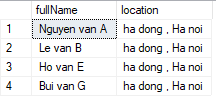 fullName location
1 Nguyen van A ha dong , Ha noi
2 Le van B ha dong , Ha noi
3 Ho van E ha dong , Ha noi
4 Bui van G ha dong , Ha noi